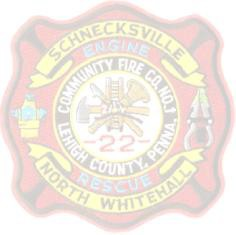 SCHNECKSVILLE
ENGINE
COMMUNITY FIRE CO. NO. 1
-22-
LEHIGH COUNTY, PENNA.
RESCUE
NORTH WHITEHALL